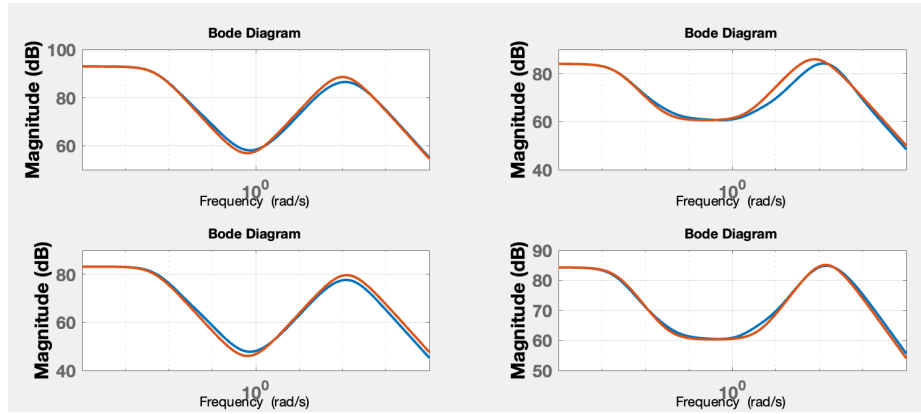 Bode Diagram
Magnitude (dB)
100
80
60
10^0
Frequency (rad/s)
Bode Diagram
Magnitude (dB)
80
60
40
10^0
Frequency (rad/s)
Bode Diagram
Magnitude (dB)
80
60
40
10^0
Frequency (rad/s)
Bode Diagram
Magnitude (dB)
90
80
70
60
50
10^0
Frequency (rad/s)